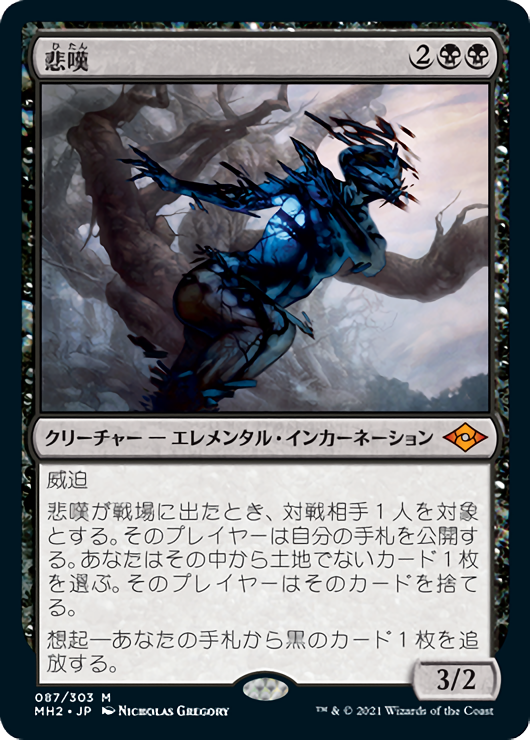 ひたん
悲嘆
2
クリーチャー — エレメンタル・インカーネーション
威迫
悲嘆が戦場に出たとき、対戦相手１人を対象
とする。そのプレイヤーは自分の手札を公開す
る。あなたはその中から土地でないカード１枚
を選ぶ。そのプレイヤーはそのカードを捨て
る。
想起―あなたの手札から黒のカード１枚を追
放する。
3/2
087/303 M
MH2 • JP Nicholas Gregory
™ & © 2021 Wizards of the Coast